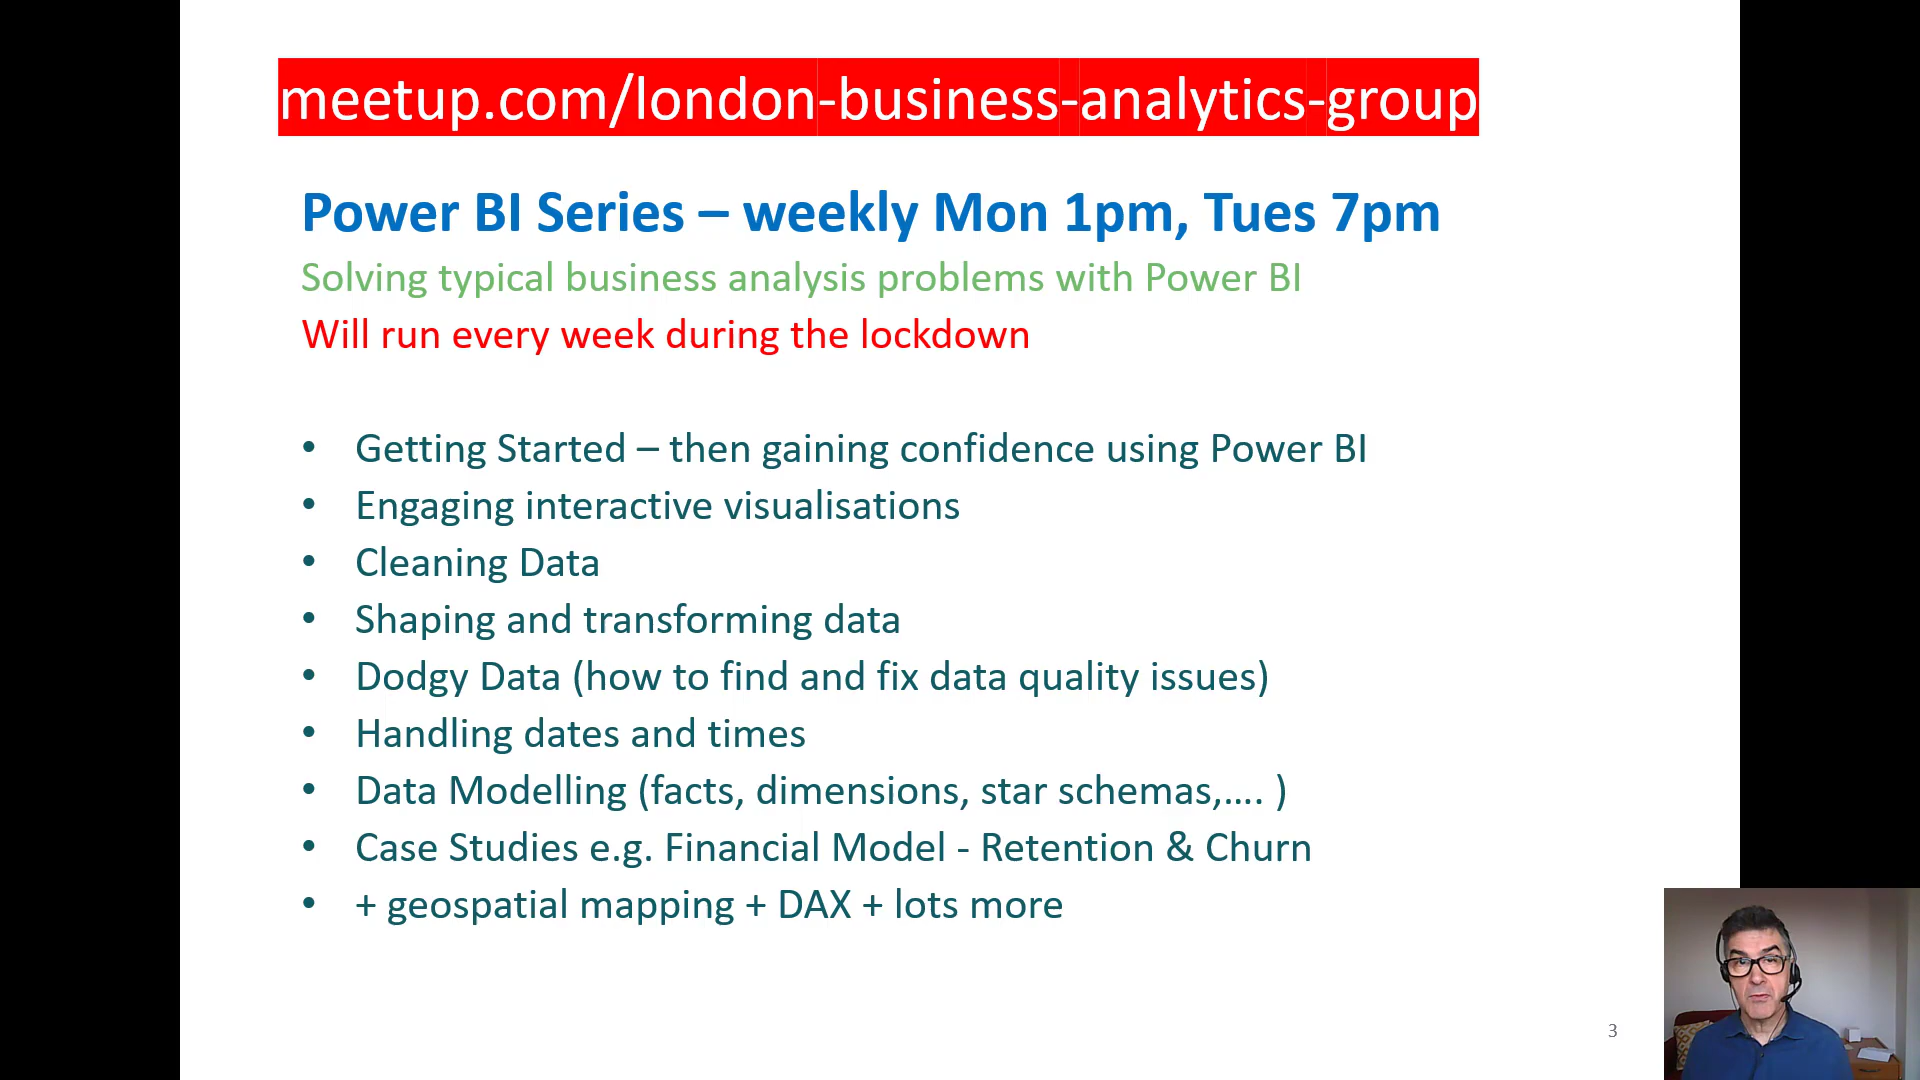 meetup.com/london-business-analytics-group
Power BI Series – weekly Mon 1pm, Tues 7pm
Solving typical business analysis problems with Power BI
Will run every week during the lockdown
• Getting Started – then gaining confidence using Power BI
• Engaging interactive visualisations
• Cleaning Data
• Shaping and transforming data
• Dodgy Data (how to find and fix data quality issues)
• Handling dates and times
• Data Modelling (facts, dimensions, star schemas,.... )
• Case Studies e.g. Financial Model - Retention & Churn
• + geospatial mapping + DAX + lots more
3